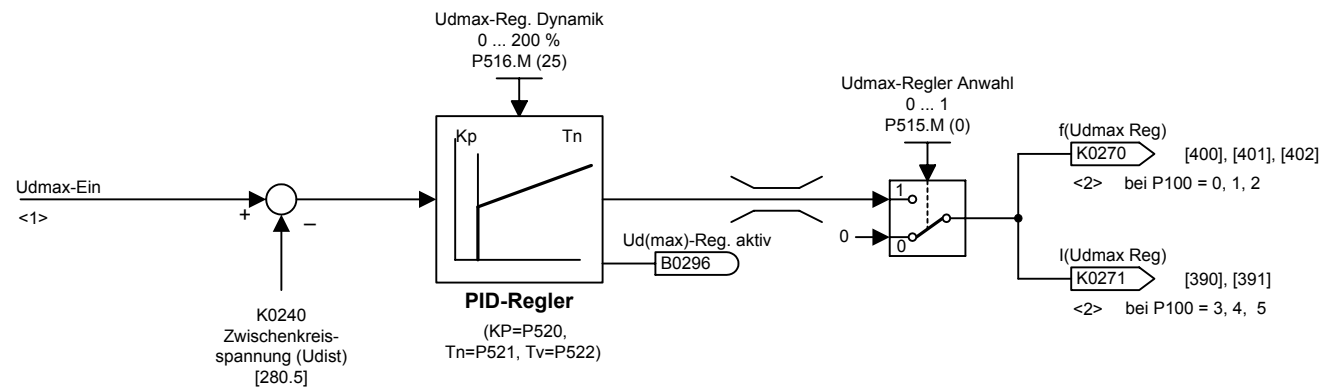 Udmax-Reg. Dynamik
0 ... 200 %
P516.M (25)
Udmax-Regler Anwahl
0 ... 1
P515.M (0)
Kp
Tn
f(Udmax Reg)
K0270
[400], [401], [402]
<2> bei P100 = 0, 1, 2
Udmax-Ein
<1>
+
–
1
0
0
Ud(max)-Reg. aktiv
B0296
I(Udmax Reg)
K0271
[390], [391]
<2> bei P100 = 3, 4, 5
PID-Regler
(KP=P520,
Tn=P521, Tv=P522)
K0240
Zwischenkreis-
spannung (Udist)
[280.5]